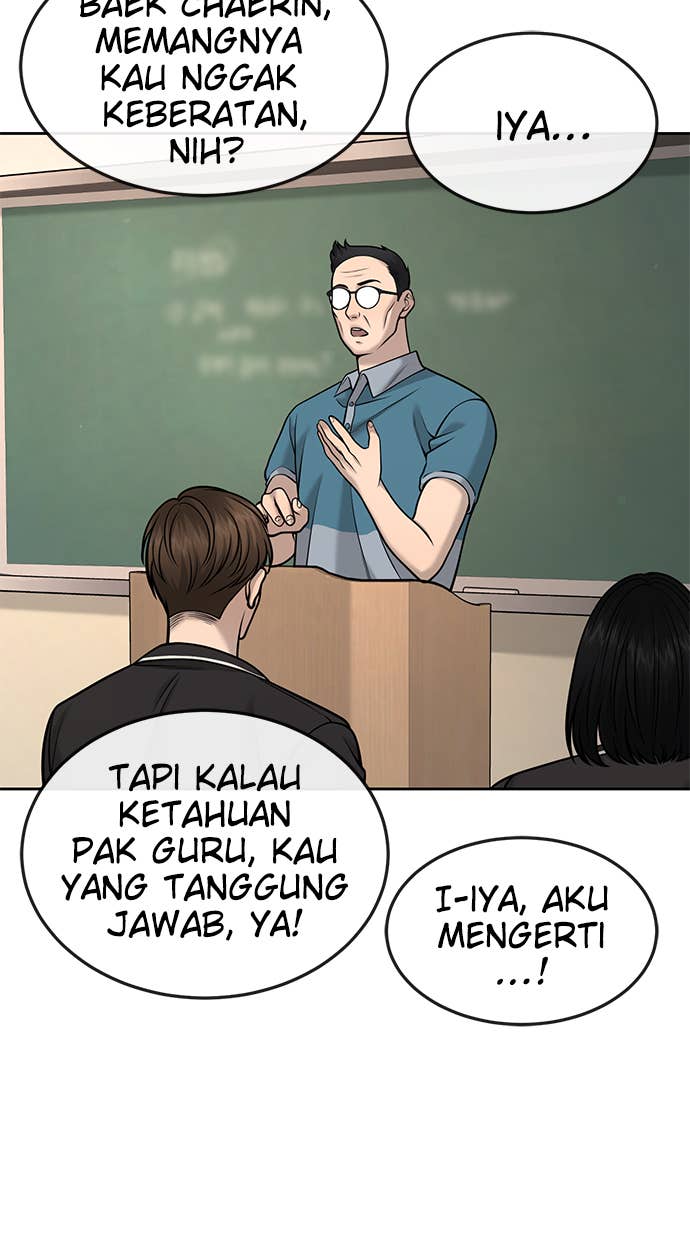 BAEK CHAERIN,
MEMANGNYA
KAU NGGAK
KEBERATAN,
NIH?
IYA...
TAPI KALAU
KETAHUAN
PAK GURU, KAU
YANG TANGGUNG
JAWAB, YA!
I-IYA, AKU
MENGERTI
...!